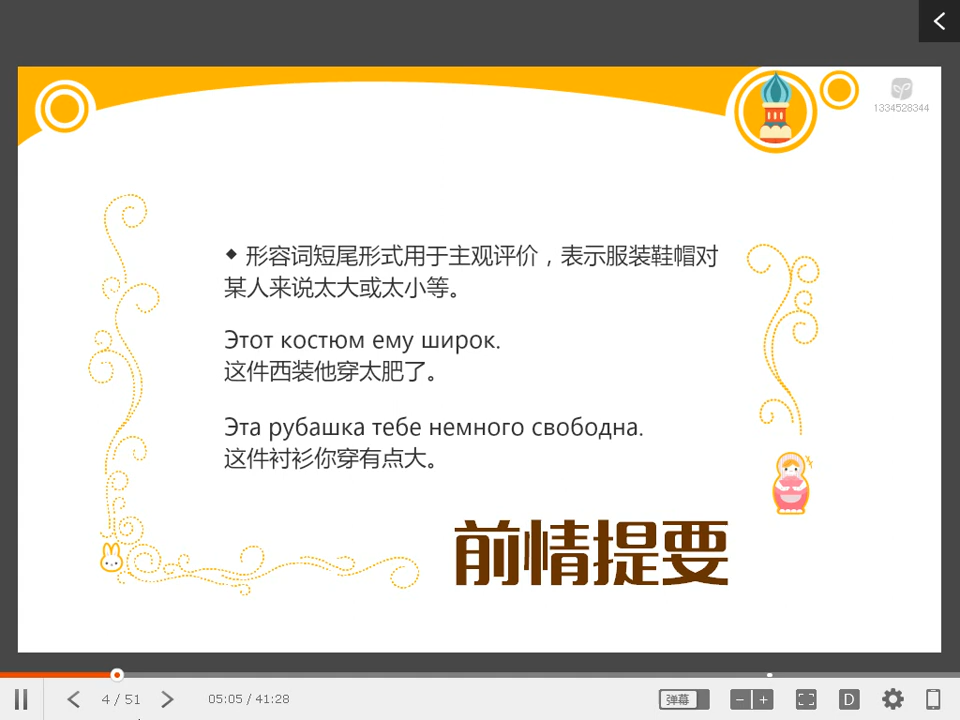 1334528344
◆ 形容词短尾形式用于主观评价，表示服装鞋帽对
某人来说太大或太小等。
Этот костюм ему широк.
这件西装他穿太肥了。
Эта рубашка тебе немного свободна.
这件衬衫你穿有点大。
前情提要
4 / 51
05:05 / 41:28
弹幕
D